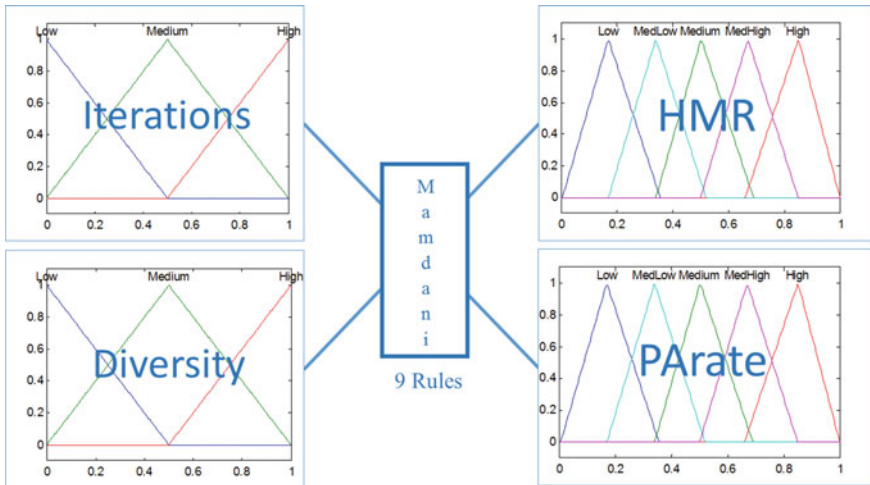 Low Medium High
1
0.8
0.6
0.4
0.2
0
0 0.2 0.4 0.6 0.8 1
Iterations
Low MedLow Medium MedHigh High
1
0.8
0.6
0.4
0.2
0
0 0.2 0.4 0.6 0.8 1
HMR
M
a
m
d
a
n
i
9 Rules
Low Medium High
1
0.8
0.6
0.4
0.2
0
0 0.2 0.4 0.6 0.8 1
Diversity
Low MedLow Medium MedHigh High
1
0.8
0.6
0.4
0.2
0
0 0.2 0.4 0.6 0.8 1
PArate